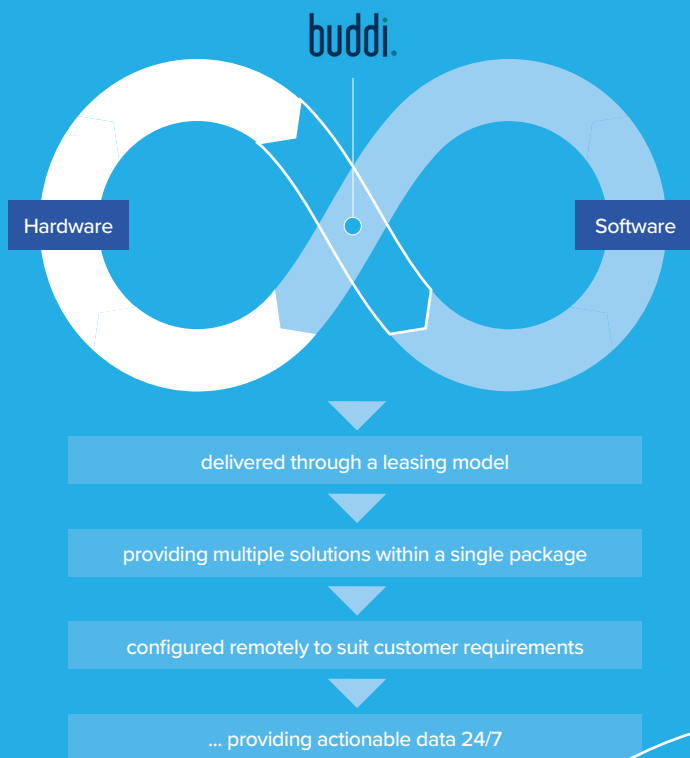 buddi.
Hardware
Software
delivered through a leasing model
providing multiple solutions within a single package
configured remotely to suit customer requirements
... providing actionable data 24/7